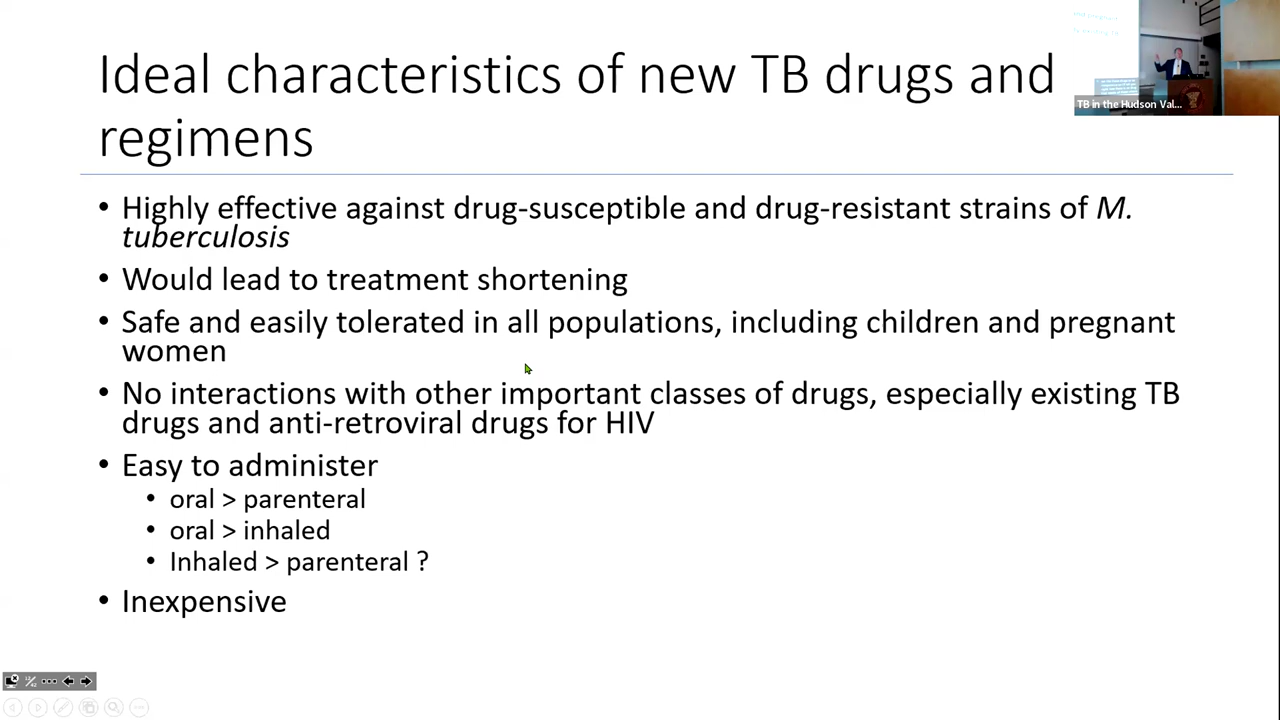 Ideal characteristics of new TB drugs and
regimens
TB in the Hudson Val...
• Highly effective against drug-susceptible and drug-resistant strains of M.
tuberculosis
• Would lead to treatment shortening
• Safe and easily tolerated in all populations, including children and pregnant
women
• No interactions with other important classes of drugs, especially existing TB
drugs and anti-retroviral drugs for HIV
• Easy to administer
• oral > parenteral
• oral > inhaled
• Inhaled > parenteral ?
• Inexpensive